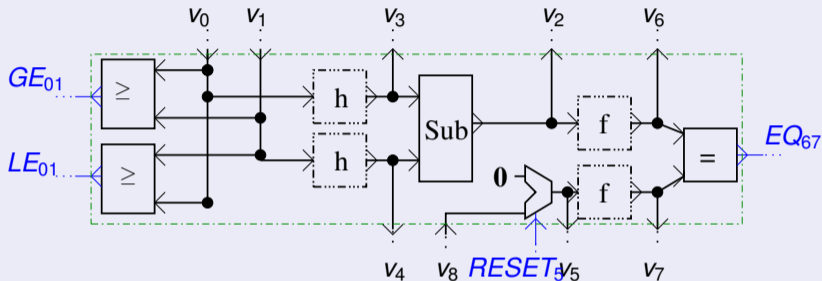 v0 v1 v3 v2 v6
GE01 ≥ h Sub f EQ67
LE01 ≥ h 0 f =
v4 v8 RESET5 v5 v7